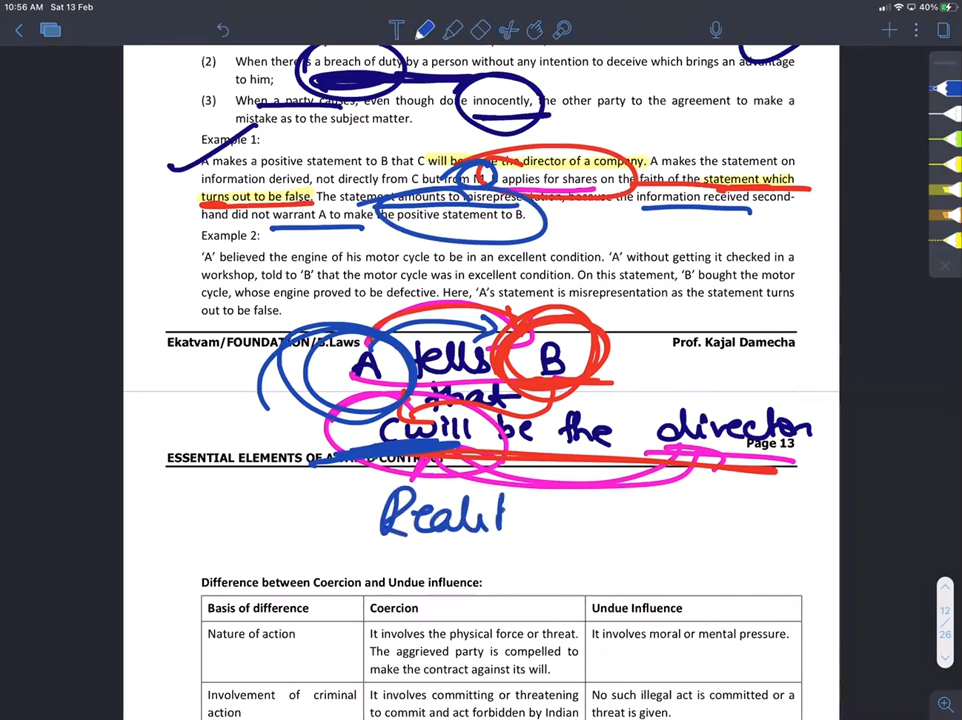 10:56 AM Sat 13 Feb
40%
(2) When there is a breach of duty by a person without any intention to deceive which brings an advantage
to him;
(3) When a party causes, even though done innocently, the other party to the agreement to make a
mistake as to the subject matter.
Example 1:
A makes a positive statement to B that C will be the director of a company. A makes the statement on
information derived, not directly from C but from M. B applies for shares on the faith of the statement which
turns out to be false. The statement amounts to misrepresentation, because the information received second-
hand did not warrant A to make the positive statement to B.
Example 2:
‘A’ believed the engine of his motor cycle to be in an excellent condition. ‘A’ without getting it checked in a
workshop, told to ‘B’ that the motor cycle was in excellent condition. On this statement, ‘B’ bought the motor
cycle, whose engine proved to be defective. Here, ‘A’s statement is misrepresentation as the statement turns
out to be false.
Ekatvam/FOUNDATION/B.Laws Prof. Kajal Damecha
A tells B
that
C will be the director
Page 13
ESSENTIAL ELEMENTS OF A CONTRACT
Realit
Difference between Coercion and Undue influence:
Basis of difference Coercion Undue Influence
Nature of action It involves the physical force or threat. It involves moral or mental pressure.
The aggrieved party is compelled to
make the contract against its will.
Involvement of criminal It involves committing or threatening No such illegal act is committed or a
action to commit and act forbidden by Indian threat is given.
12
/
26